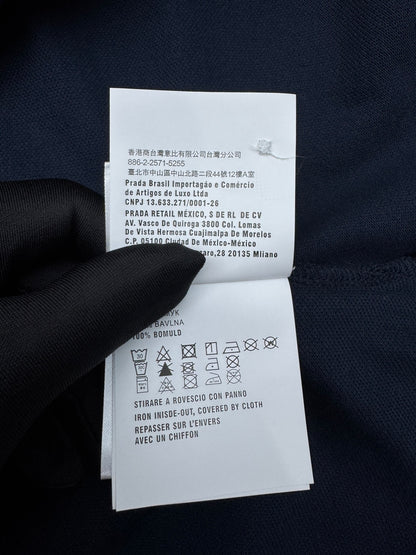 香港商台灣意比有限公司台灣分公司
886-2-2571-5255
臺北市中山區中山北路二段44號12樓A室
Prada Brasil Importagáo e Comércio
de Artigos de Luxo Ltda
CNPJ 13.633.271/0001-26
PRADA RETAIL MÉXICO, S DE RL DE CV
AV. Vasco De Quiroga 3800 Col. Lomas
De Vista Hermosa Cuajimalpa De Morelos
C.P. 05100 Ciudad De México-México
,28 20135 Milano
BAVLNA
100% BOMULD
STIRARE A ROVESCIO CON PANNO
IRON INISDE-OUT, COVERED BY CLOTH
REPASSER SUR L'ENVERS
AVEC UN CHIFFON